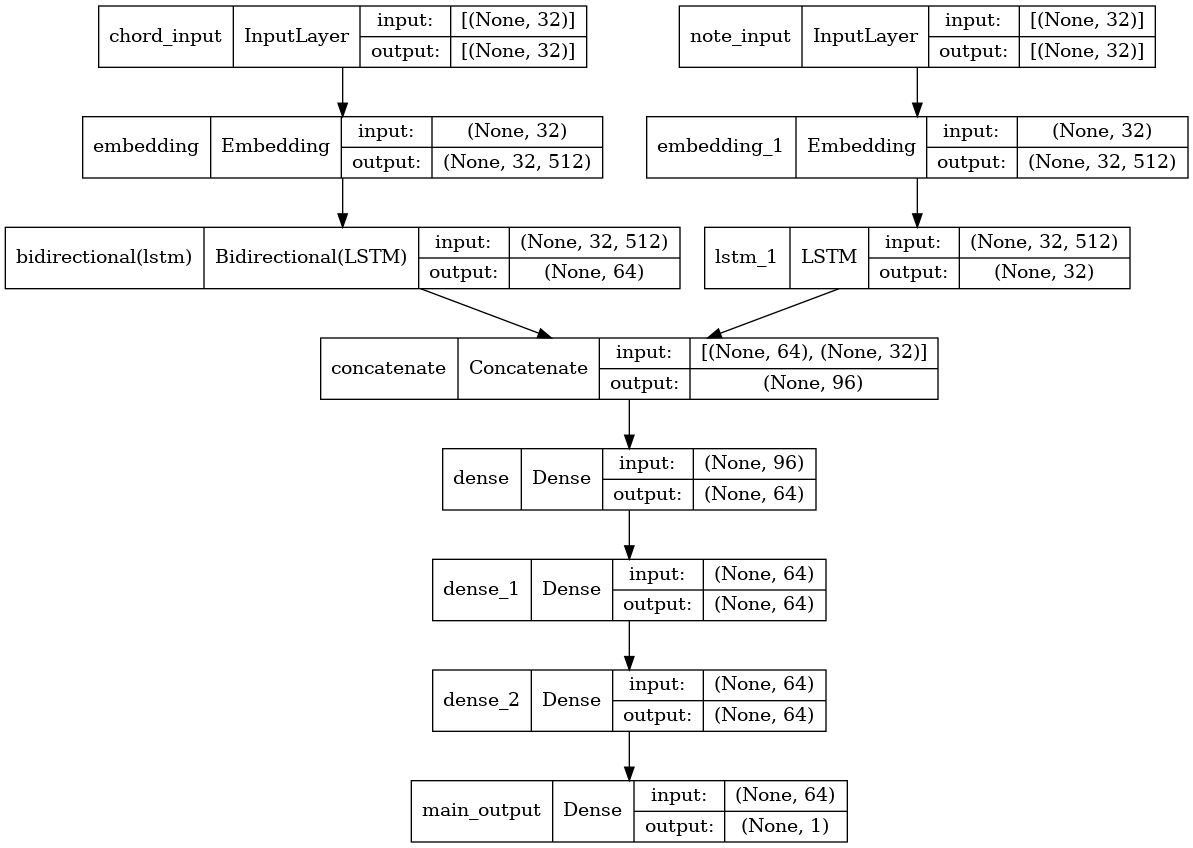 chord_input InputLayer input: [(None, 32)]
output: [(None, 32)]
note_input InputLayer input: [(None, 32)]
output: [(None, 32)]
embedding Embedding input: (None, 32)
output: (None, 32, 512)
embedding_1 Embedding input: (None, 32)
output: (None, 32, 512)
bidirectional(lstm) Bidirectional(LSTM) input: (None, 32, 512)
output: (None, 64)
lstm_1 LSTM input: (None, 32, 512)
output: (None, 32)
concatenate Concatenate input: [(None, 64), (None, 32)]
output: (None, 96)
dense Dense input: (None, 96)
output: (None, 64)
dense_1 Dense input: (None, 64)
output: (None, 64)
dense_2 Dense input: (None, 64)
output: (None, 64)
main_output Dense input: (None, 64)
output: (None, 1)